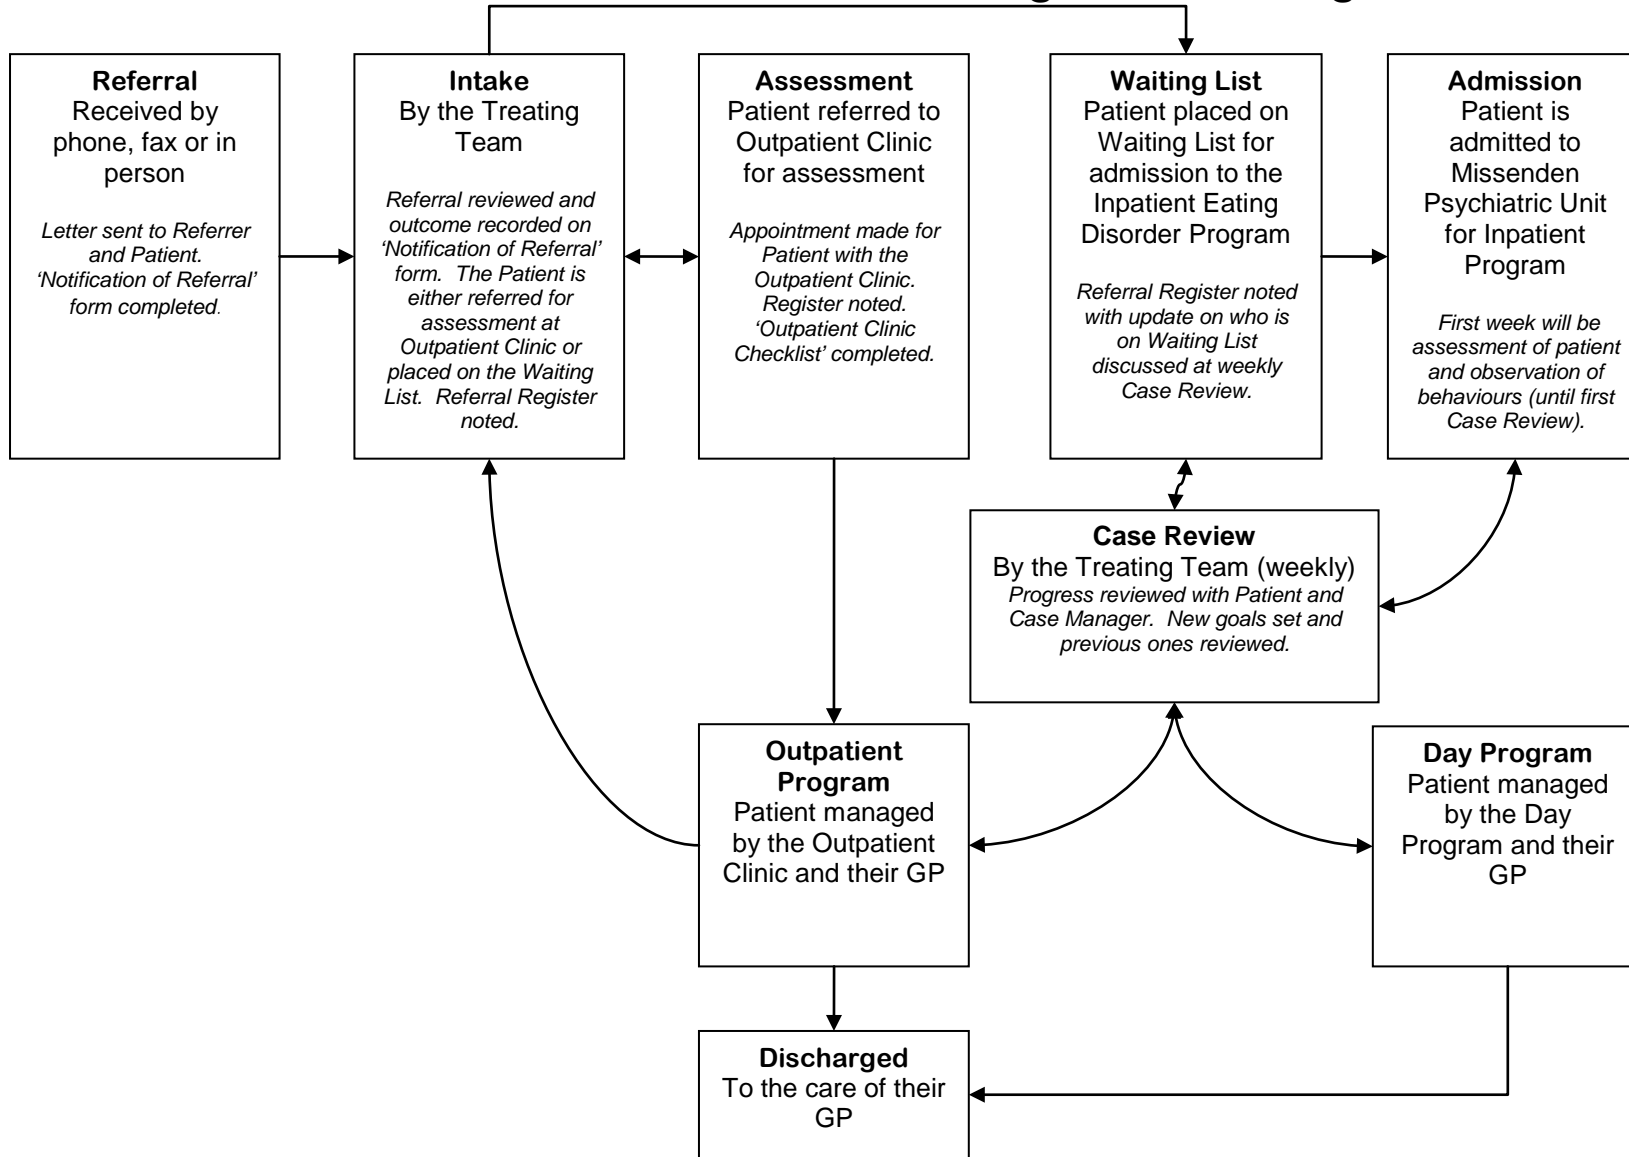 Referral
Received by
phone, fax or in
person
Letter sent to Referrer
and Patient.
‘Notification of Referral’
form completed.
Intake
By the Treating
Team
Referral reviewed and
outcome recorded on
‘Notification of Referral’
form.  The Patient is
either referred for
assessment at
Outpatient Clinic or
placed on the Waiting
List.  Referral Register
noted.
Assessment
Patient referred to
Outpatient Clinic
for assessment
Appointment made for
Patient with the
Outpatient Clinic.
Register noted.
‘Outpatient Clinic
Checklist’ completed.
Waiting List
Patient placed on
Waiting List for
admission to the
Inpatient Eating
Disorder Program
Referral Register noted
with update on who is
on Waiting List
discussed at weekly
Case Review.
Admission
Patient is
admitted to
Missenden
Psychiatric Unit
for Inpatient
Program
First week will be
assessment of patient
and observation of
behaviours (until first
Case Review).
Case Review
By the Treating Team (weekly)
Progress reviewed with Patient and
Case Manager.  New goals set and
previous ones reviewed.
Outpatient
Program
Patient managed
by the Outpatient
Clinic and their GP
Day Program
Patient managed
by the Day
Program and their
GP
Discharged
To the care of their
GP